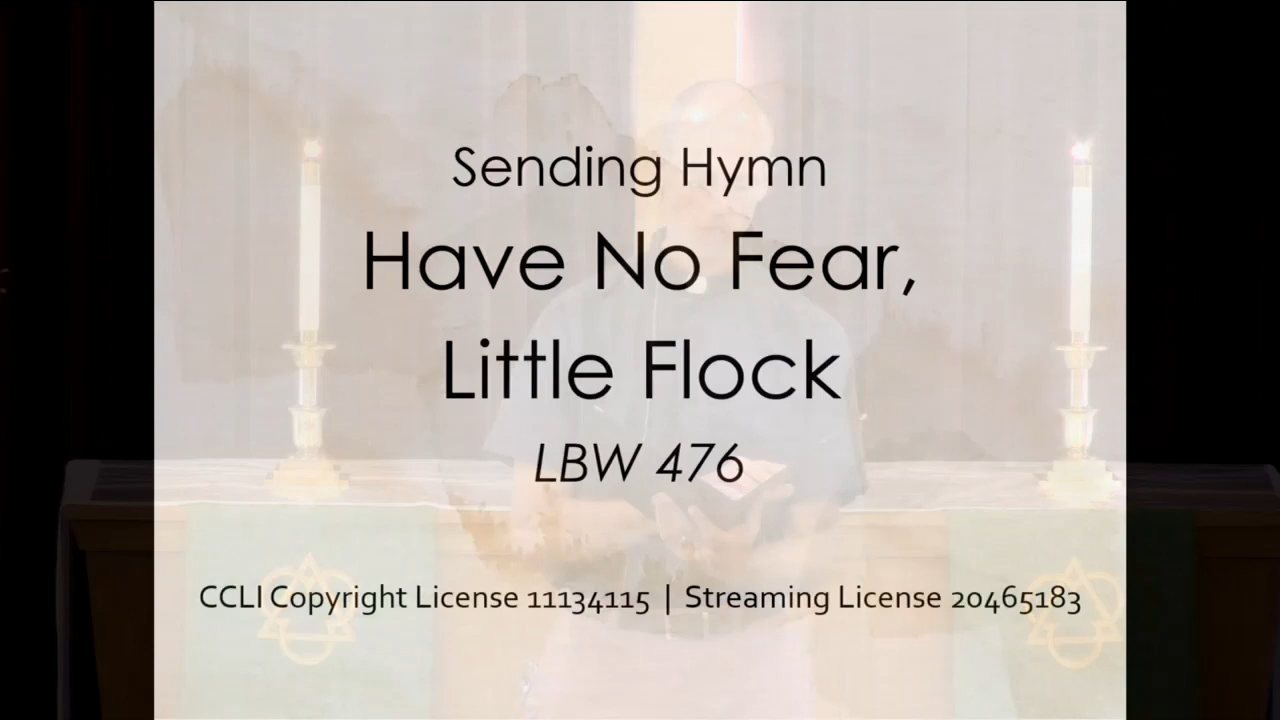 Sending Hymn
Have No Fear,
Little Flock
LBW 476
CCLI Copyright License 11134115 | Streaming License 20465183